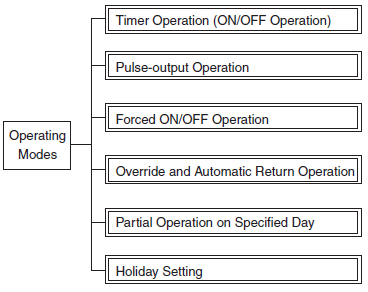 Timer Operation (ON/OFF Operation)
Pulse-output Operation
Forced ON/OFF Operation
Operating
Modes
Override and Automatic Return Operation
Partial Operation on Specified Day
Holiday Setting